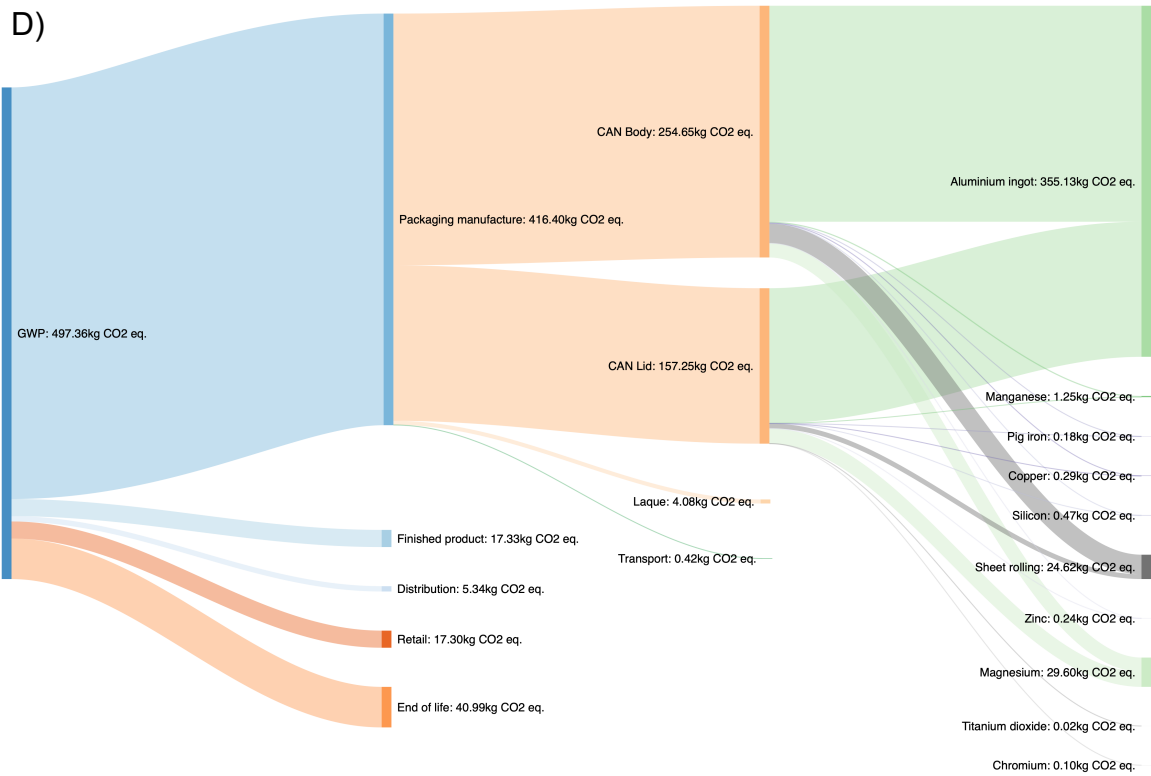 D)
GWP: 497.36kg CO2 eq.
Packaging manufacture: 416.40kg CO2 eq.
Finished product: 17.33kg CO2 eq.
Distribution: 5.34kg CO2 eq.
Retail: 17.30kg CO2 eq.
End of life: 40.99kg CO2 eq.
CAN Body: 254.65kg CO2 eq.
CAN Lid: 157.25kg CO2 eq.
Laque: 4.08kg CO2 eq.
Transport: 0.42kg CO2 eq.
Aluminium ingot: 355.13kg CO2 eq.
Manganese: 1.25kg CO2 eq.
Pig iron: 0.18kg CO2 eq.
Copper: 0.29kg CO2 eq.
Silicon: 0.47kg CO2 eq.
Sheet rolling: 24.62kg CO2 eq.
Zinc: 0.24kg CO2 eq.
Magnesium: 29.60kg CO2 eq.
Titanium dioxide: 0.02kg CO2 eq.
Chromium: 0.10kg CO2 eq.